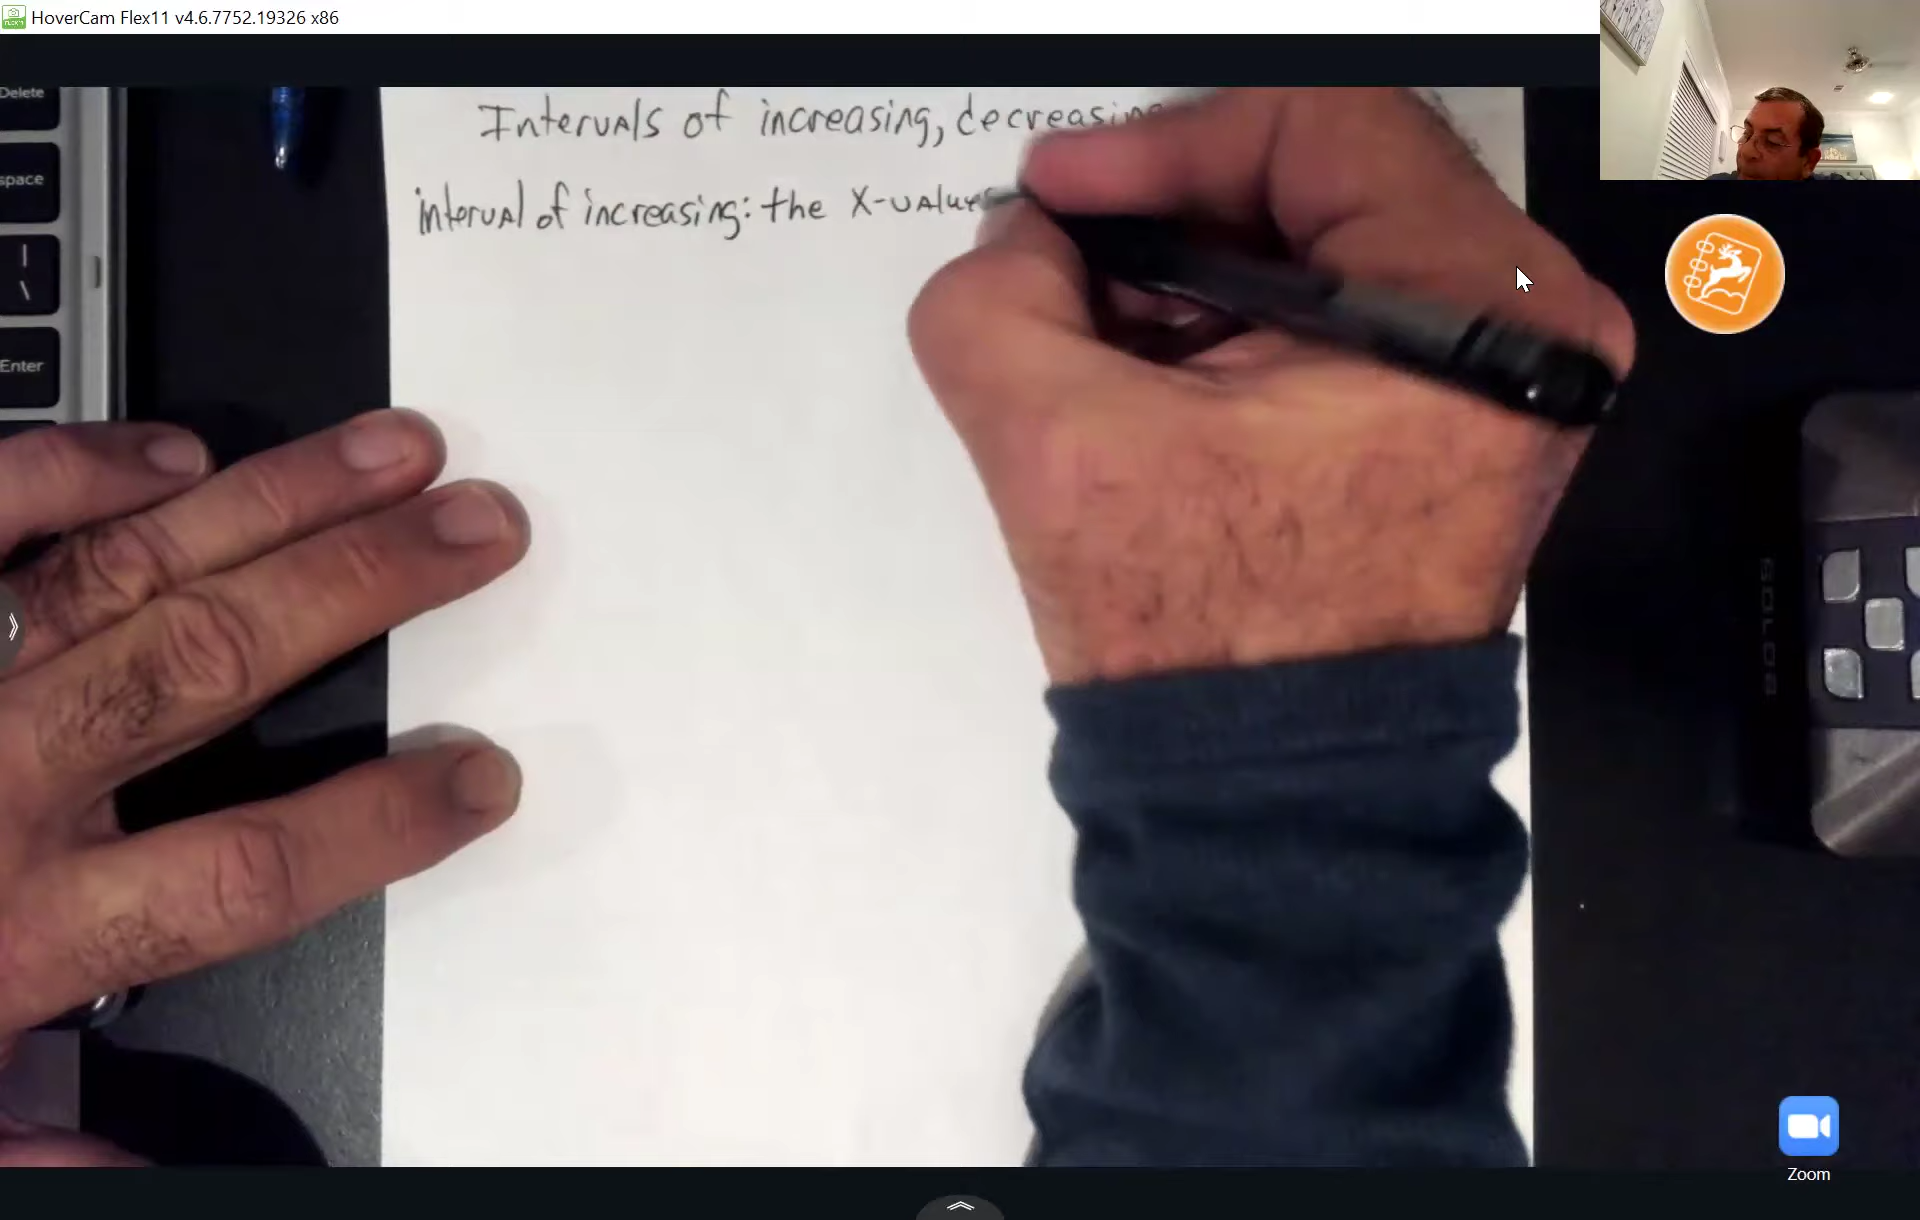 HoverCam Flex11 v4.6.7752.19326 x86
Delete
space
|
\
Enter
Intervals of increasing, decreasing
interval of increasing: the X-values
SOLO8
Zoom